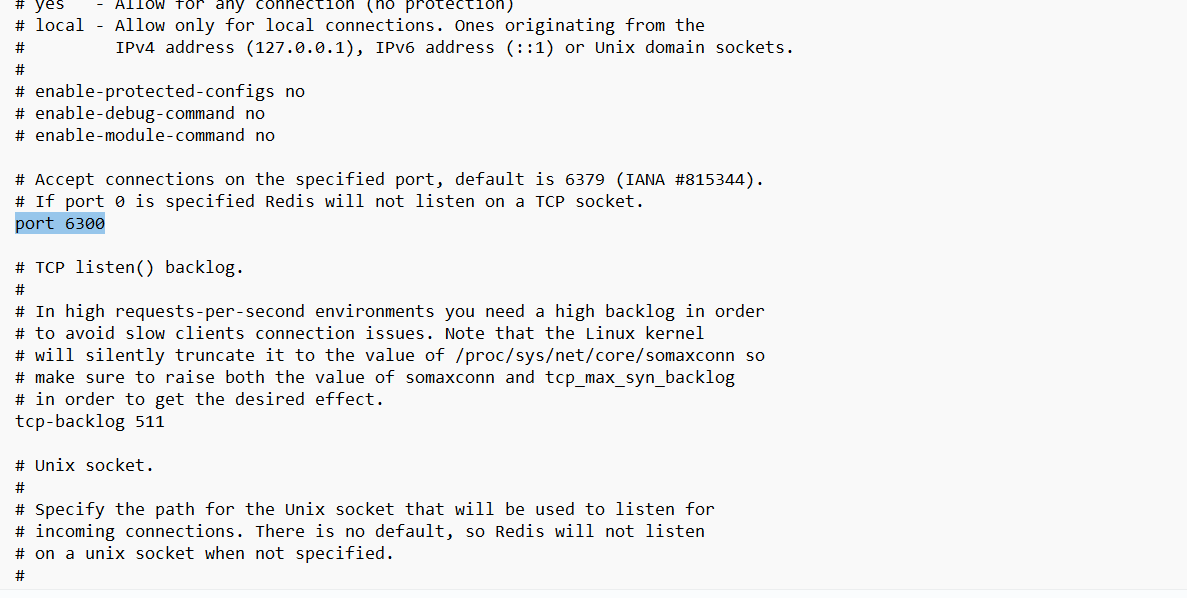 # yes   - Allow for any connection (no protection)
# local - Allow only for local connections. Ones originating from the
#         IPv4 address (127.0.0.1), IPv6 address (::1) or Unix domain sockets.
#
# enable-protected-configs no
# enable-debug-command no
# enable-module-command no

# Accept connections on the specified port, default is 6379 (IANA #815344).
# If port 0 is specified Redis will not listen on a TCP socket.
port 6300

# TCP listen() backlog.
#
# In high requests-per-second environments you need a high backlog in order
# to avoid slow clients connection issues. Note that the Linux kernel
# will silently truncate it to the value of /proc/sys/net/core/somaxconn so
# make sure to raise both the value of somaxconn and tcp_max_syn_backlog
# in order to get the desired effect.
tcp-backlog 511

# Unix socket.
#
# Specify the path for the Unix socket that will be used to listen for
# incoming connections. There is no default, so Redis will not listen
# on a unix socket when not specified.
#